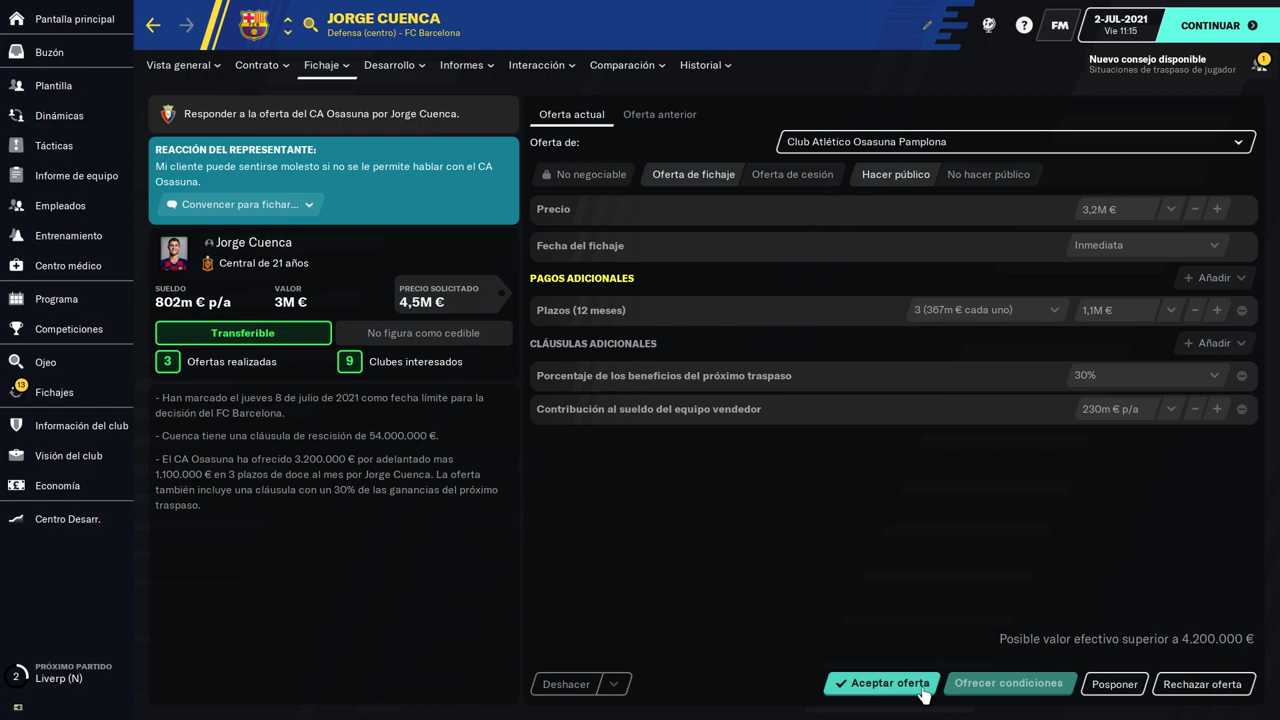 Pantalla principal
Buzón
Plantilla
Dinámicas
Tácticas
Informe de equipo
Empleados
Entrenamiento
Centro médico
Programa
Competiciones
Ojeo
13
Fichajes
Información del club
Visión del club
Economía
Centro Desarr.
2
PRÓXIMO PARTIDO
Liverp (N)
JORGE CUENCA
Defensa (centro) - FC Barcelona
?
FM
2-JUL-2021
Vie 11:15
CONTINUAR
Vista general
Contrato
Fichaje
Desarrollo
Informes
Interacción
Comparación
Historial
Nuevo consejo disponible
Situaciones de traspaso de jugador
1
Responder a la oferta del CA Osasuna por Jorge Cuenca.
REACCIÓN DEL REPRESENTANTE:
Mi cliente puede sentirse molesto si no se le permite hablar con el CA
Osasuna.
Convencer para fichar...
Jorge Cuenca
Central de 21 años
SUELDO
802m € p/a
VALOR
3M €
PRECIO SOLICITADO
4,5M €
Transferible
No figura como cedible
3 Ofertas realizadas
9 Clubes interesados
- Han marcado el jueves 8 de julio de 2021 como fecha límite para la
decisión del FC Barcelona.
- Cuenca tiene una cláusula de rescisión de 54.000.000 €.
- El CA Osasuna ha ofrecido 3.200.000 € por adelantado mas
1.100.000 € en 3 plazos de doce al mes por Jorge Cuenca. La oferta
también incluye una cláusula con un 30% de las ganancias del próximo
traspaso.
Oferta actual
Oferta anterior
Oferta de:
Club Atlético Osasuna Pamplona
No negociable
Oferta de fichaje
Oferta de cesión
Hacer público
No hacer público
Precio
3,2M €
Fecha del fichaje
Inmediata
PAGOS ADICIONALES
Añadir
Plazos (12 meses)
3 (367m € cada uno)
1,1M €
CLÁUSULAS ADICIONALES
Añadir
Porcentaje de los beneficios del próximo traspaso
30%
Contribución al sueldo del equipo vendedor
230m € p/a
Posible valor efectivo superior a 4.200.000 €
Deshacer
Aceptar oferta
Ofrecer condiciones
Posponer
Rechazar oferta